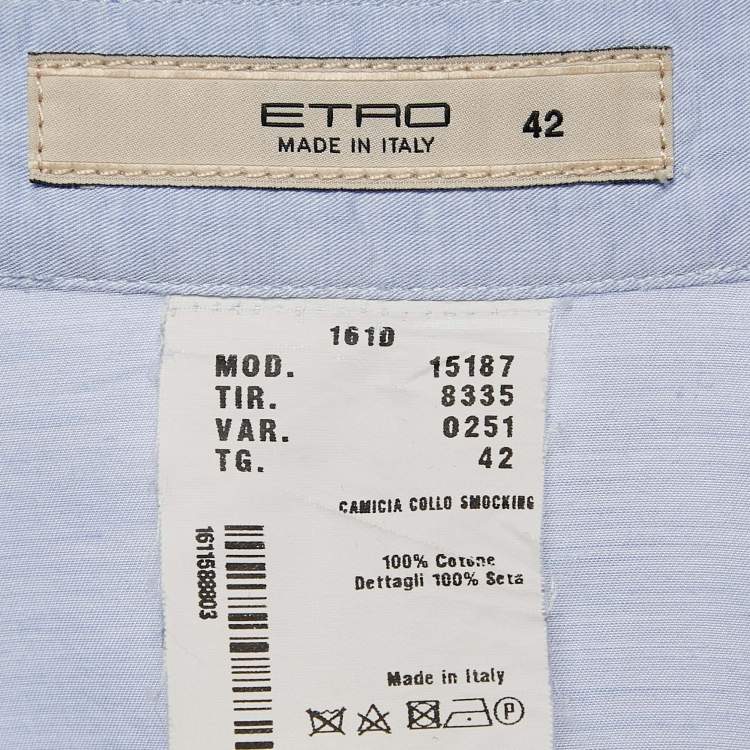 ETRO
MADE IN ITALY
42
161D
MOD. 15187
TIR. 8335
VAR. 0251
TG. 42
CAMICIA COLLO SMOCKING
100% Cotone
Dettagli 100% Seta
1611588803
Made in Italy
P